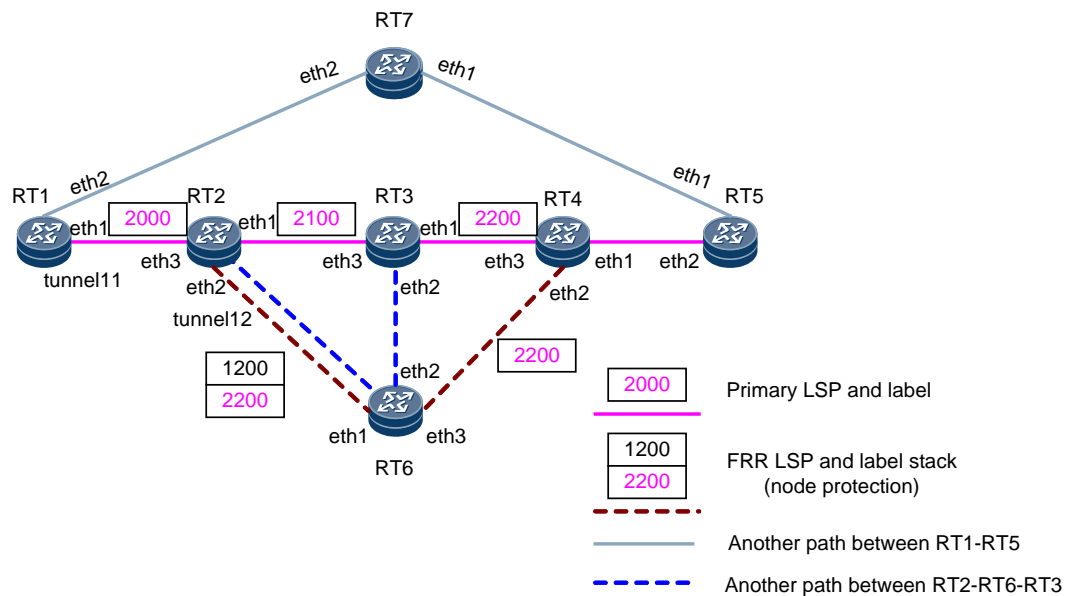 RT7
eth2
eth1
eth2
eth1
RT1
RT2
RT3
RT4
RT5
eth1
2000
eth1
2100
eth1
2200
tunnel11
eth3
eth3
eth3
eth1
eth2
eth2
eth2
eth2
tunnel12
2200
1200
2200
eth2
eth1
eth3
RT6
2000
Primary LSP and label
1200
2200
FRR LSP and label stack
(node protection)
Another path between RT1-RT5
Another path between RT2-RT6-RT3